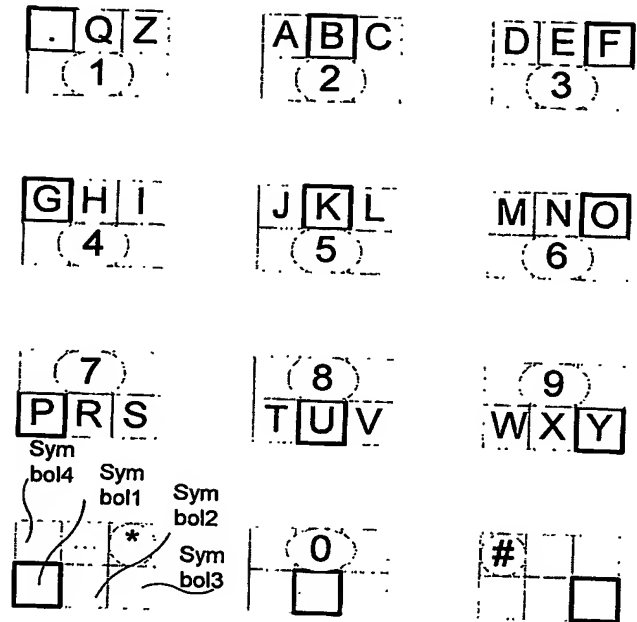 . Q Z A B C D E F
1 2 3
G H I J K L M N O
4 5 6
7 8 9
P R S T U V W X Y
Sym
bol4
Sym
bol1
Sym
bol2
Sym
bol3
* 0 #